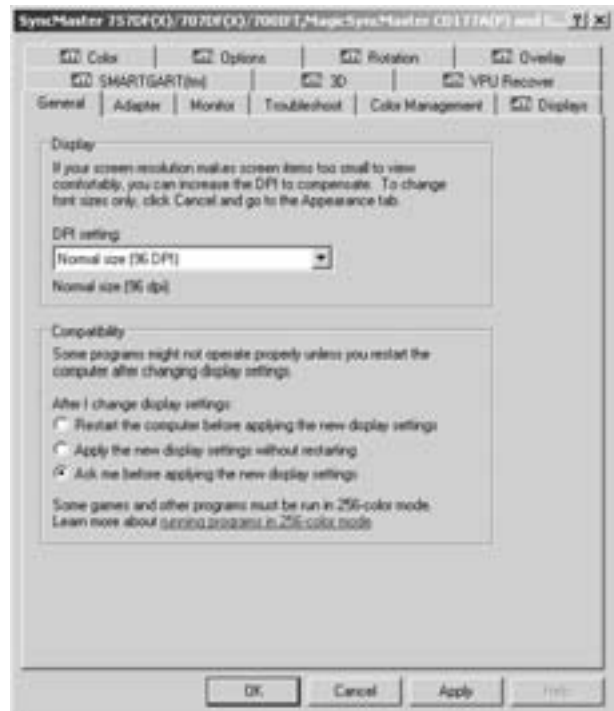 SyncMaster 757DF(X)/707DF(X)/700IFT,MagicSyncMaster CD177A(P) and
Color Options Rotation Overlay
SMARTGART(tm) 3D VPU Recover
General Adapter Monitor Troubleshoot Color Management Displays
Display
If your screen resolution makes screen items too small to view
comfortably, you can increase the DPI to compensate. To change
font sizes only, click Cancel and go to the Appearance tab.
DPI setting:
Normal size (96 DPI)
Normal size (96 dpi)
Compatibility
Some programs might not operate properly unless you restart the
computer after changing display settings.
After I change display settings:
Restart the computer before applying the new display settings
Apply the new display settings without restarting
Ask me before applying the new display settings
Some games and other programs must be run in 256-color mode.
Learn more about running programs in 256-color mode.
OK Cancel Apply Help